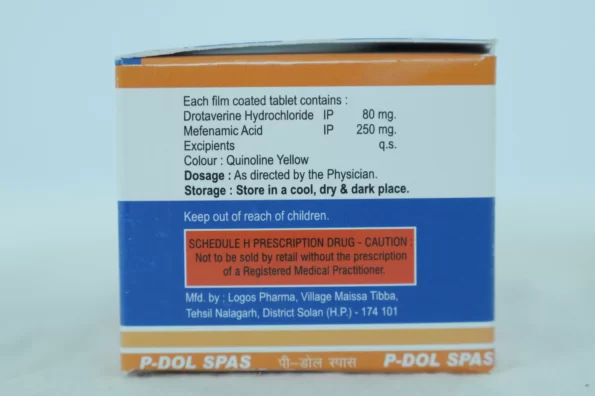 Each film coated tablet contains :
Drotaverine Hydrochloride IP 80 mg.
Mefenamic Acid IP 250 mg.
Excipients q.s.
Colour : Quinoline Yellow
Dosage : As directed by the Physician.
Storage : Store in a cool, dry & dark place.
Keep out of reach of children.
SCHEDULE H PRESCRIPTION DRUG - CAUTION :
Not to be sold by retail without the prescription
of a Registered Medical Practitioner.
Mfd. by : Logos Pharma, Village Maissa Tibba,
Tehsil Nalagarh, District Solan (H.P.) - 174 101
P-DOL SPAS पी-डोल स्पास P-DOL SPAS